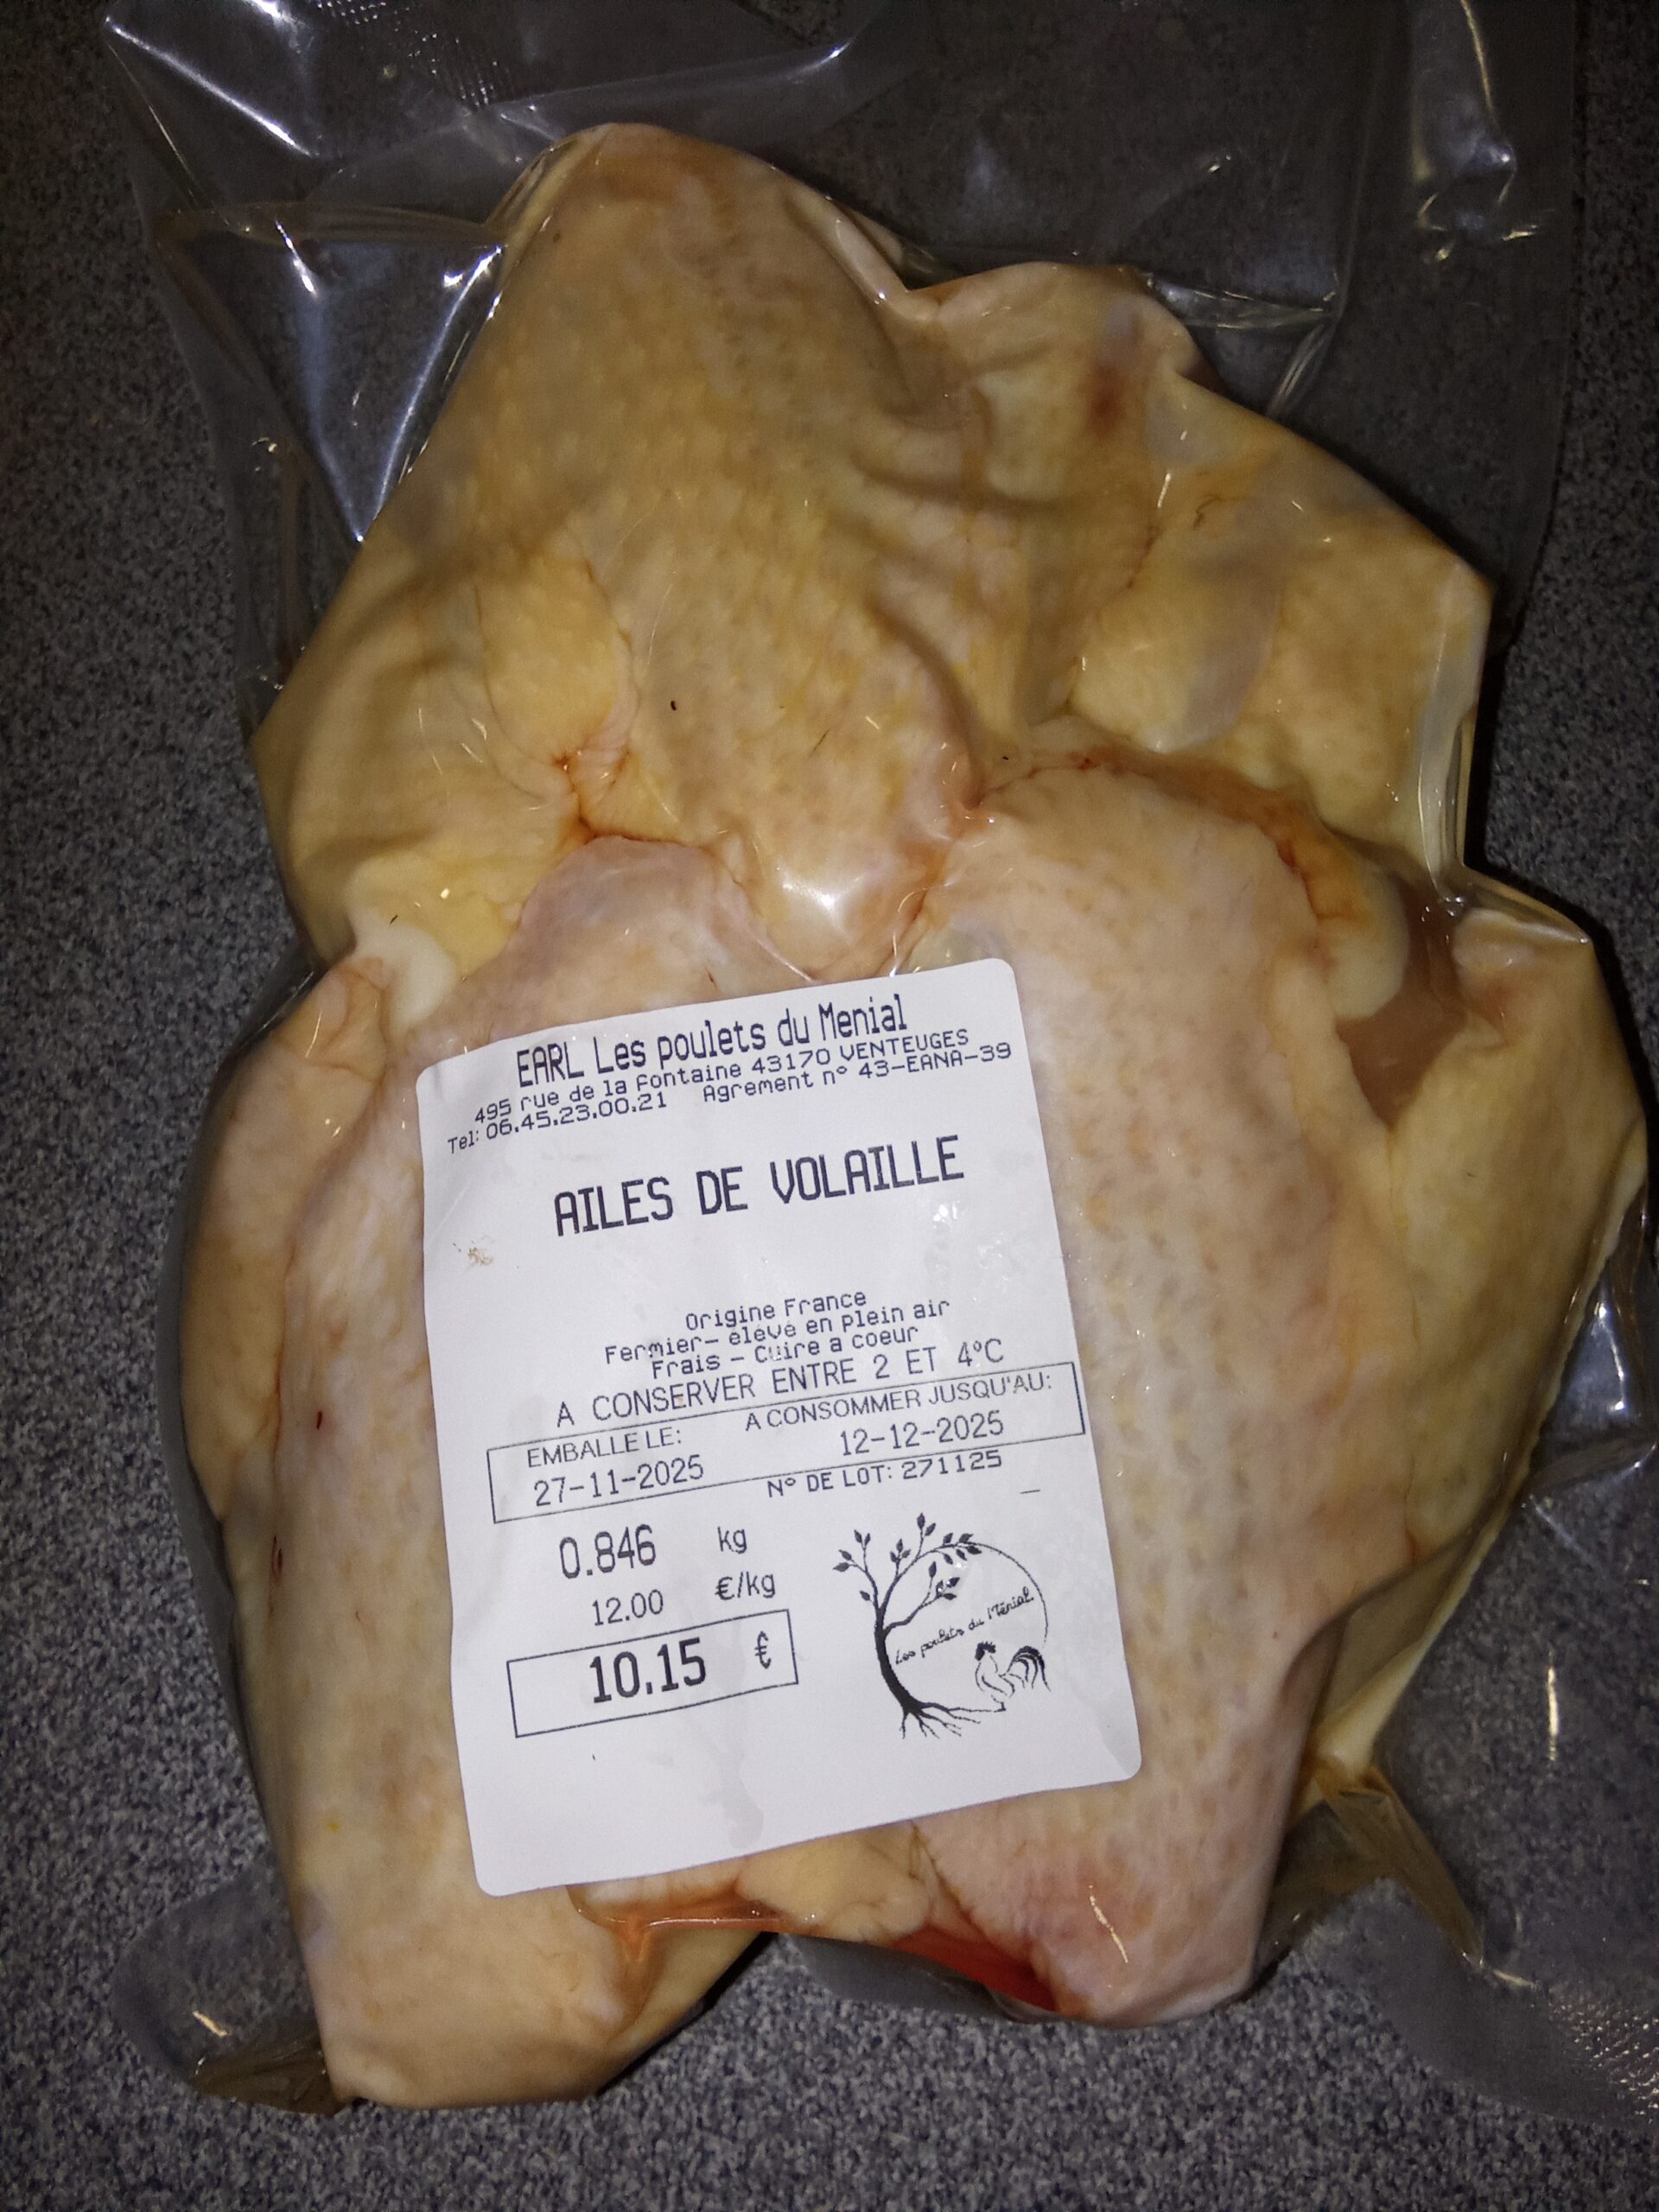 EARL Les poulets du Menial
495 rue de la Fontaine 43170 VENTEUGES
Tel: 06.45.23.00.21 Agrement n° 43-EANA-39
AILES DE VOLAILLE
Origine France
Fermier- élevé en plein air
Frais - Cuire a coeur
A CONSERVER ENTRE 2 ET 4°C
EMBALLE LE: A CONSOMMER JUSQU'AU:
27-11-2025 12-12-2025
N° DE LOT: 271125
0.846 kg
12.00 €/kg
10.15 €
Les poulets du Ménial